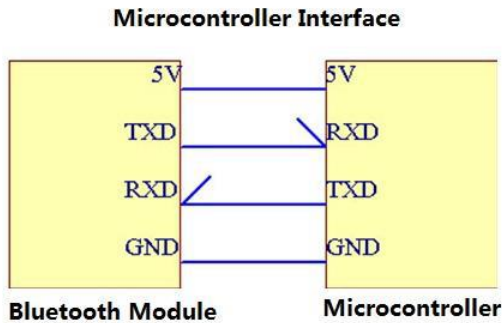 Microcontroller Interface
5V 5V
TXD RXD
RXD TXD
GND GND
Bluetooth Module Microcontroller